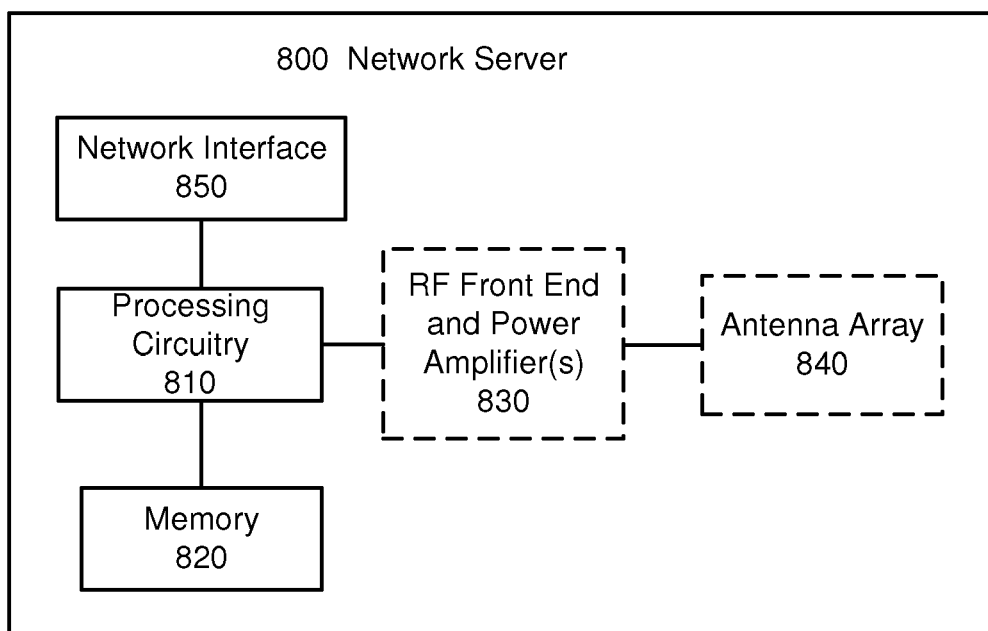 800 Network Server
Network Interface
850
Processing
Circuitry
810
RF Front End
and Power
Amplifier(s)
830
Antenna Array
840
Memory
820